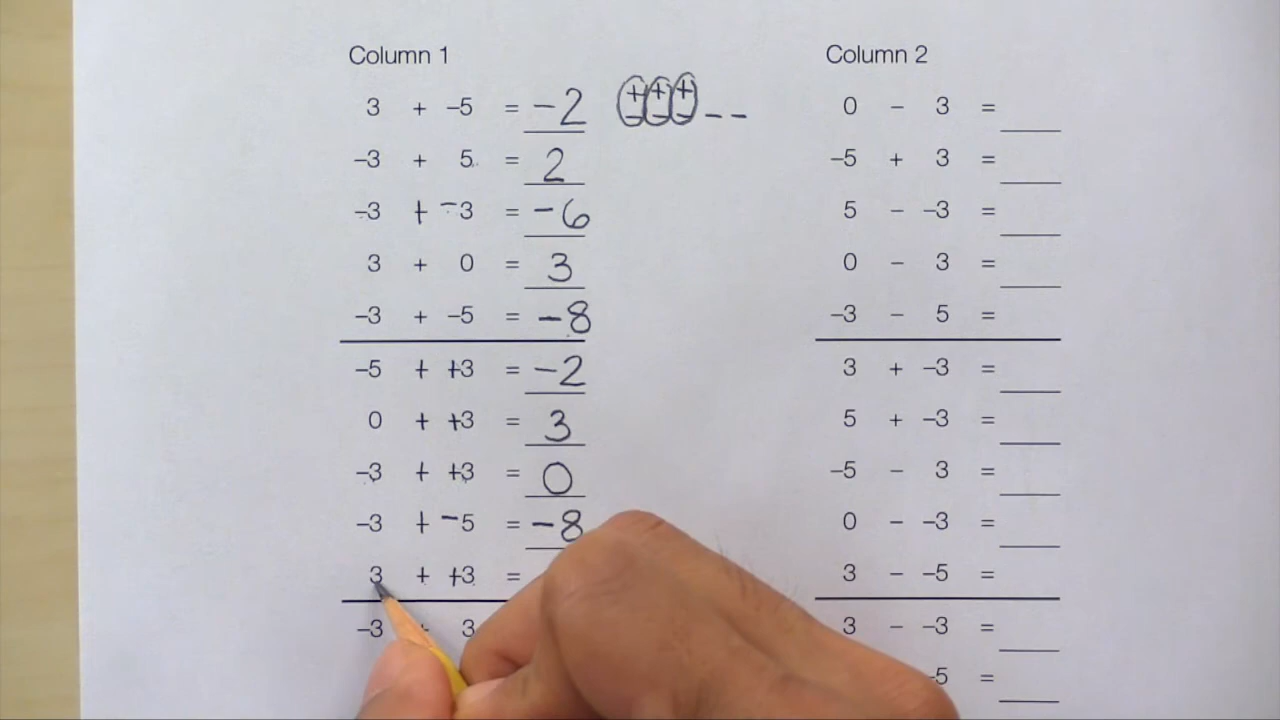 Column 1
3 + -5 = -2 +++ -----
-3 + 5 = 2
-3 + -3 = -6
3 + 0 = 3
-3 + -5 = -8
-5 + +3 = -2
0 + +3 = 3
-3 + +3 = 0
-3 + -5 = -8
3 + +3 =
-3 3
Column 2
0 - 3 =
-5 + 3 =
5 - -3 =
0 - 3 =
-3 - 5 =
3 + -3 =
5 + -3 =
-5 - 3 =
0 - -3 =
3 - -5 =
3 - -3 =
-5 =